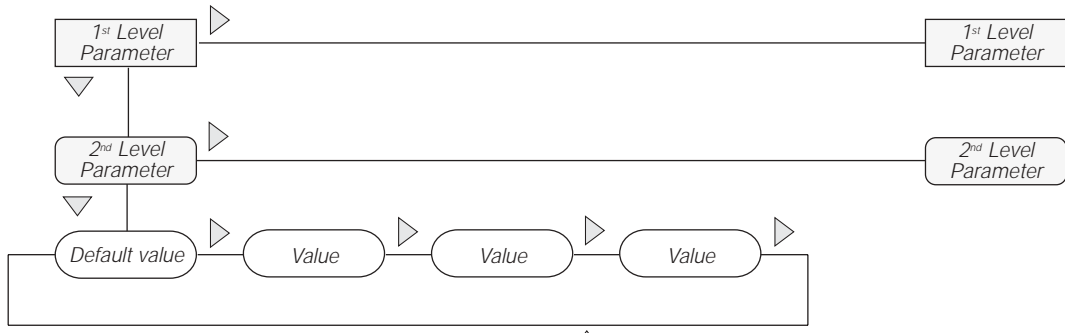 1st Level
Parameter
1st Level
Parameter
2nd Level
Parameter
2nd Level
Parameter
Default value
Value
Value
Value